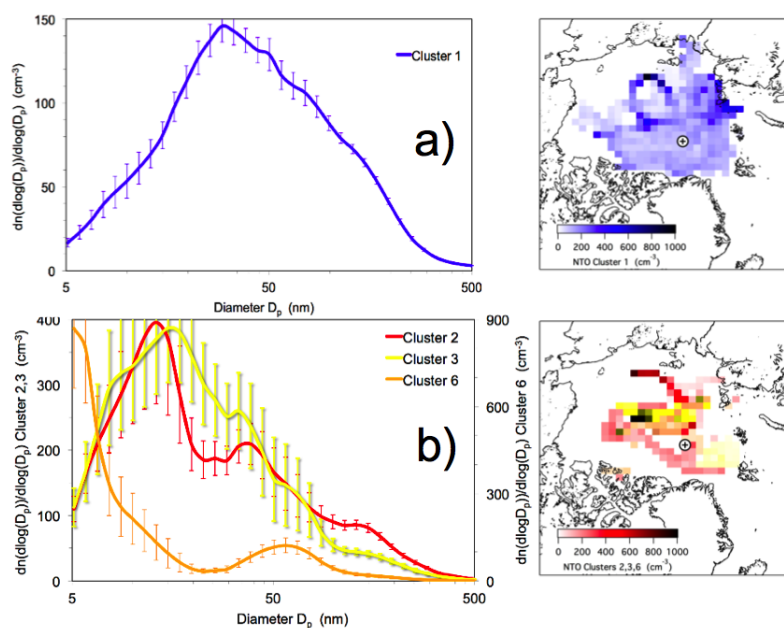 150
100
50
0
dn(dlog(Dp))/dlog(Dp) (cm-3)
Cluster 1
a)
5
50
500
Diameter Dp (nm)
0 200 400 600 800 1000
NTO Cluster 1 (cm-3)
400
300
200
100
0
dn(dlog(Dp))/dlog(Dp) Cluster 2,3 (cm-3)
Cluster 2
Cluster 3
Cluster 6
b)
900
600
300
0
dn(dlogDp))/dlog(Dp) Cluster 6 (cm-3)
5
50
500
Diameter Dp (nm)
0 200 400 600 800 1000
NTO Clusters 2,3,6 (cm-3)